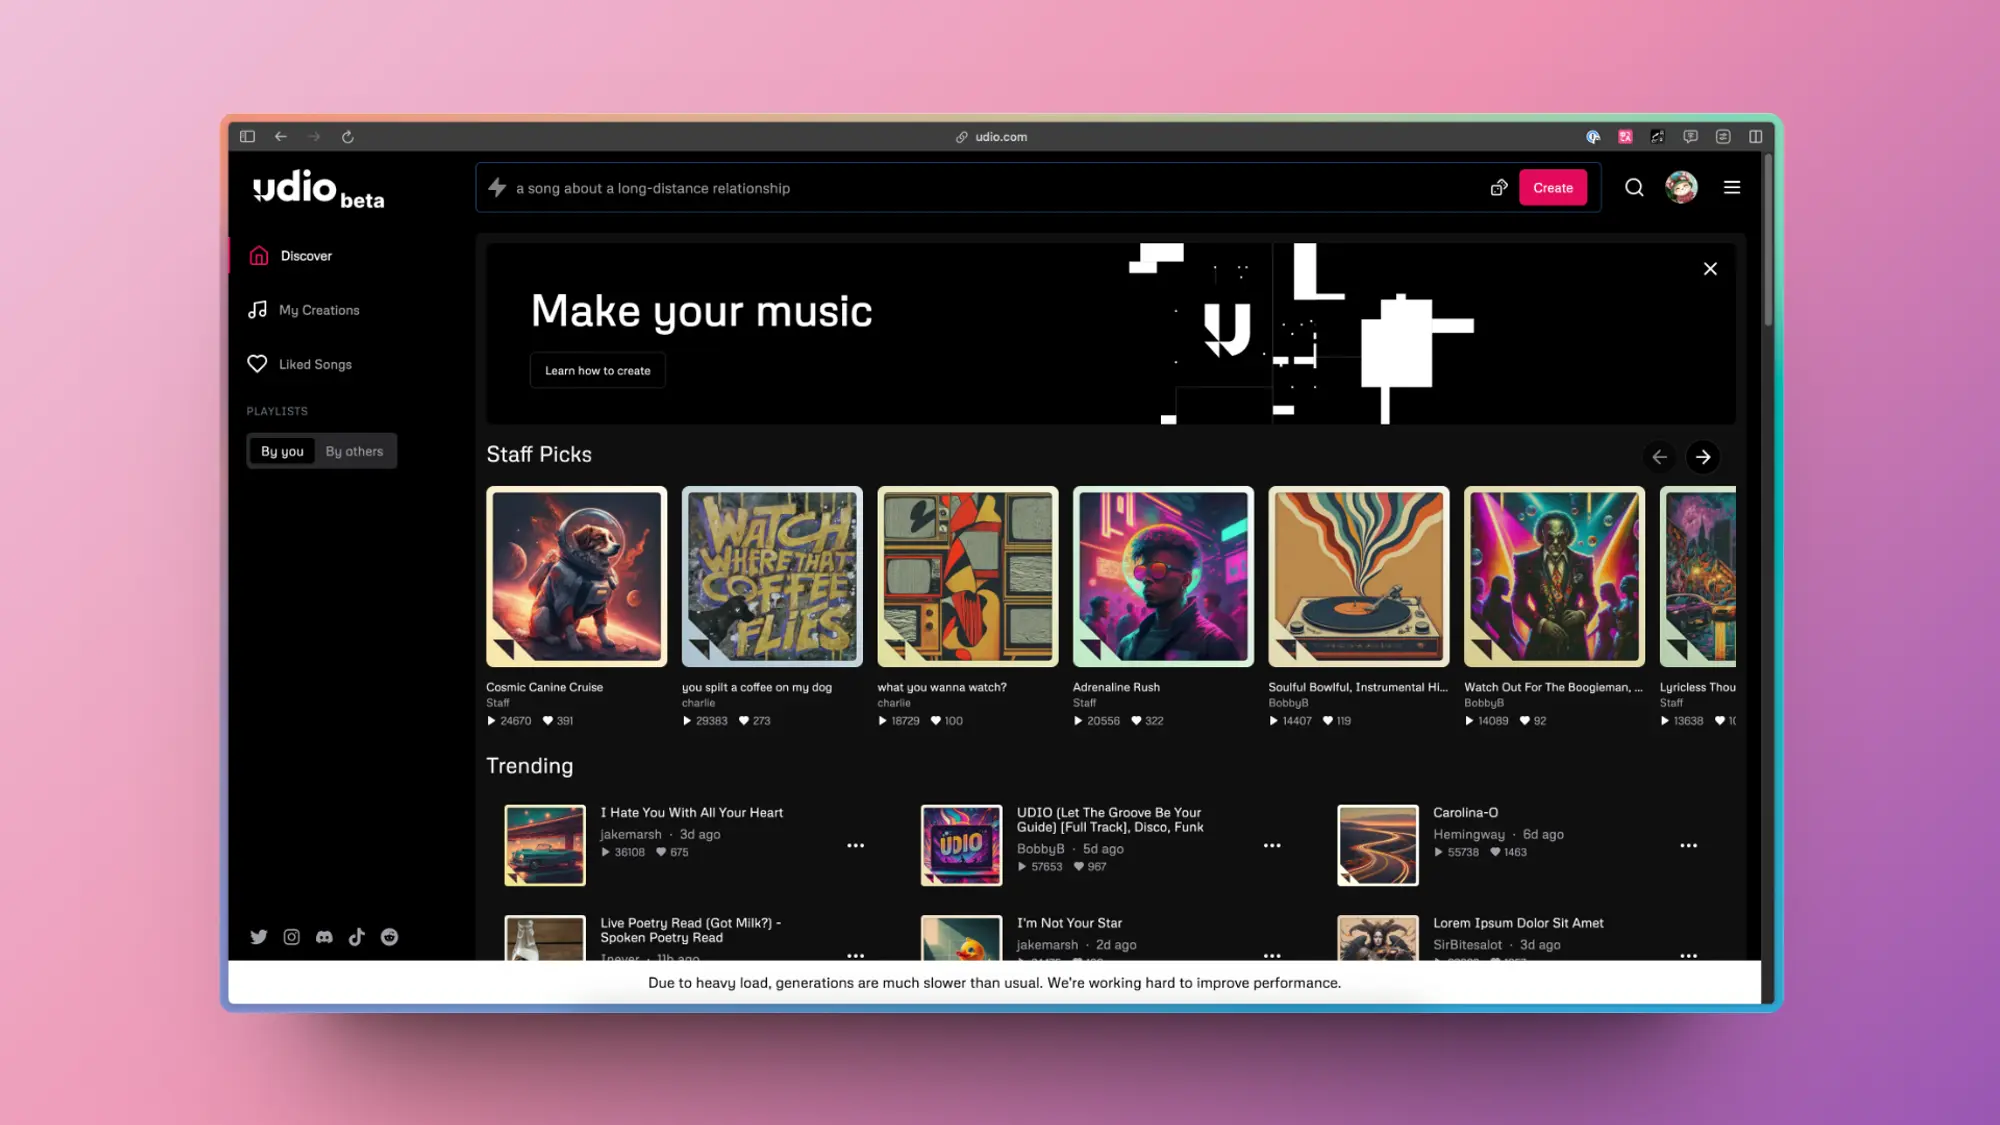 udio.com
udio beta
a song about a long-distance relationship
Create
Discover
My Creations
Liked Songs
PLAYLISTS
By you
By others
Make your music
Learn how to create
Staff Picks
WATCH
WHERE THAT
COFFEE
FLIES
Cosmic Canine Cruise
Staff
24670 391
you spilt a coffee on my dog
charlie
29383 273
what you wanna watch?
charlie
18729 100
Adrenaline Rush
Staff
20556 322
Soulful Bowlful, Instrumental Hi...
BobbyB
14407 119
Watch Out For The Boogieman, ...
BobbyB
14089 92
Lyricless Thou
Staff
13638
Trending
I Hate You With All Your Heart
jakemarsh · 3d ago
36108 675
UDIO
UDIO (Let The Groove Be Your
Guide) [Full Track], Disco, Funk
BobbyB · 5d ago
57653 967
Carolina-O
Hemingway · 6d ago
55738 1463
Live Poetry Read (Got Milk?) -
Spoken Poetry Read
11h ago
I'm Not Your Star
jakemarsh · 2d ago
Lorem Ipsum Dolor Sit Amet
SirBitesalot · 3d ago
Due to heavy load, generations are much slower than usual. We're working hard to improve performance.